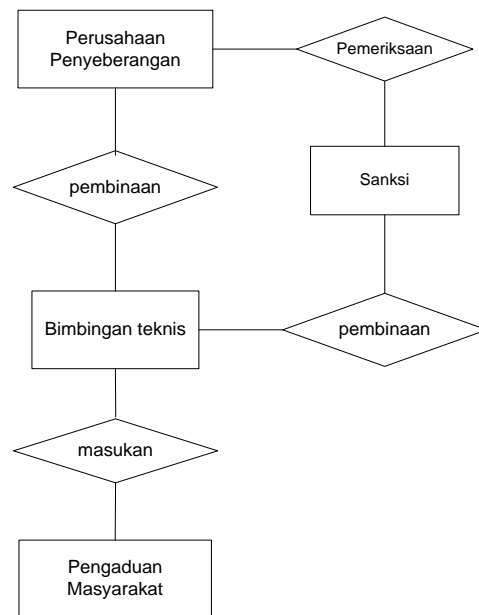 Perusahaan
Penyeberangan
Pemeriksaan
pembinaan
Sanksi
Bimbingan teknis
pembinaan
masukan
Pengaduan
Masyarakat